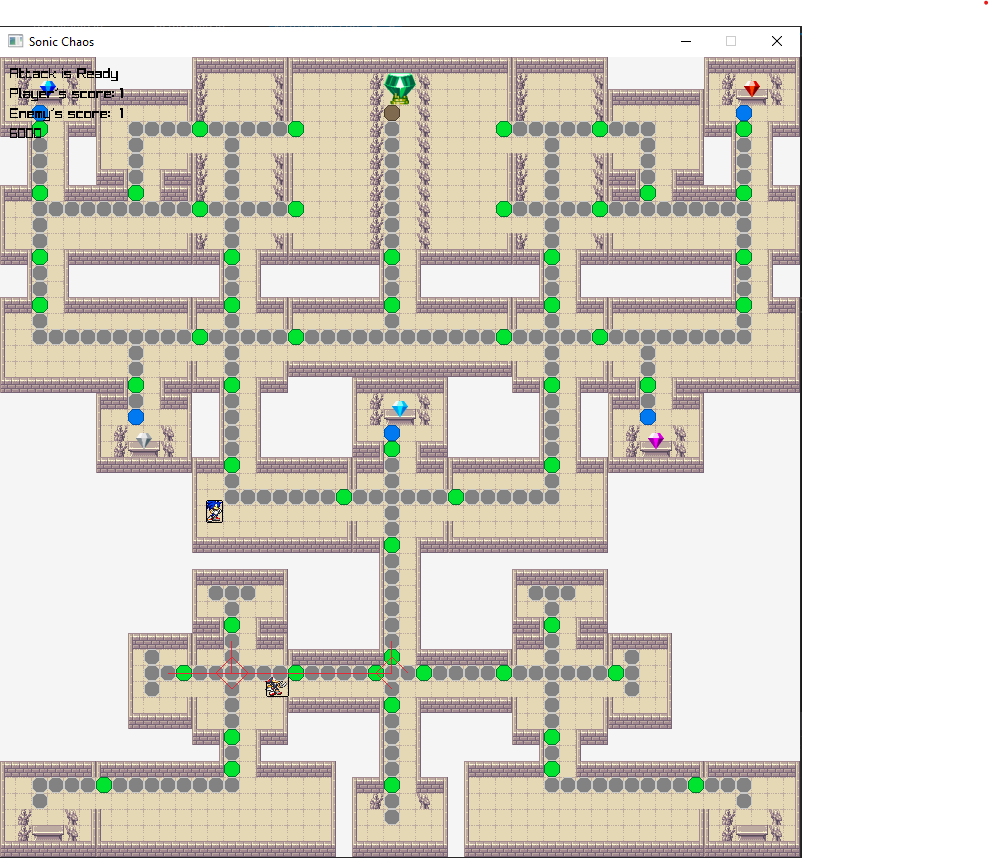 Sonic Chaos
Attack is Ready
Player's score: 1
Enemy's score: 1
6000